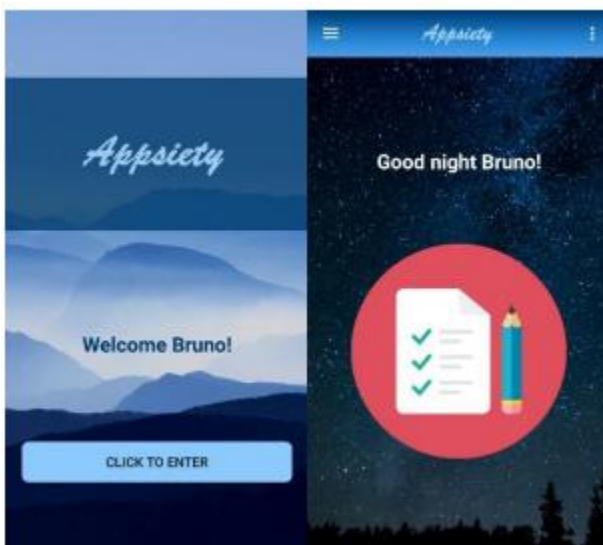 Appsiety
Welcome Bruno!
CLICK TO ENTER
Appsiety
Good night Bruno!